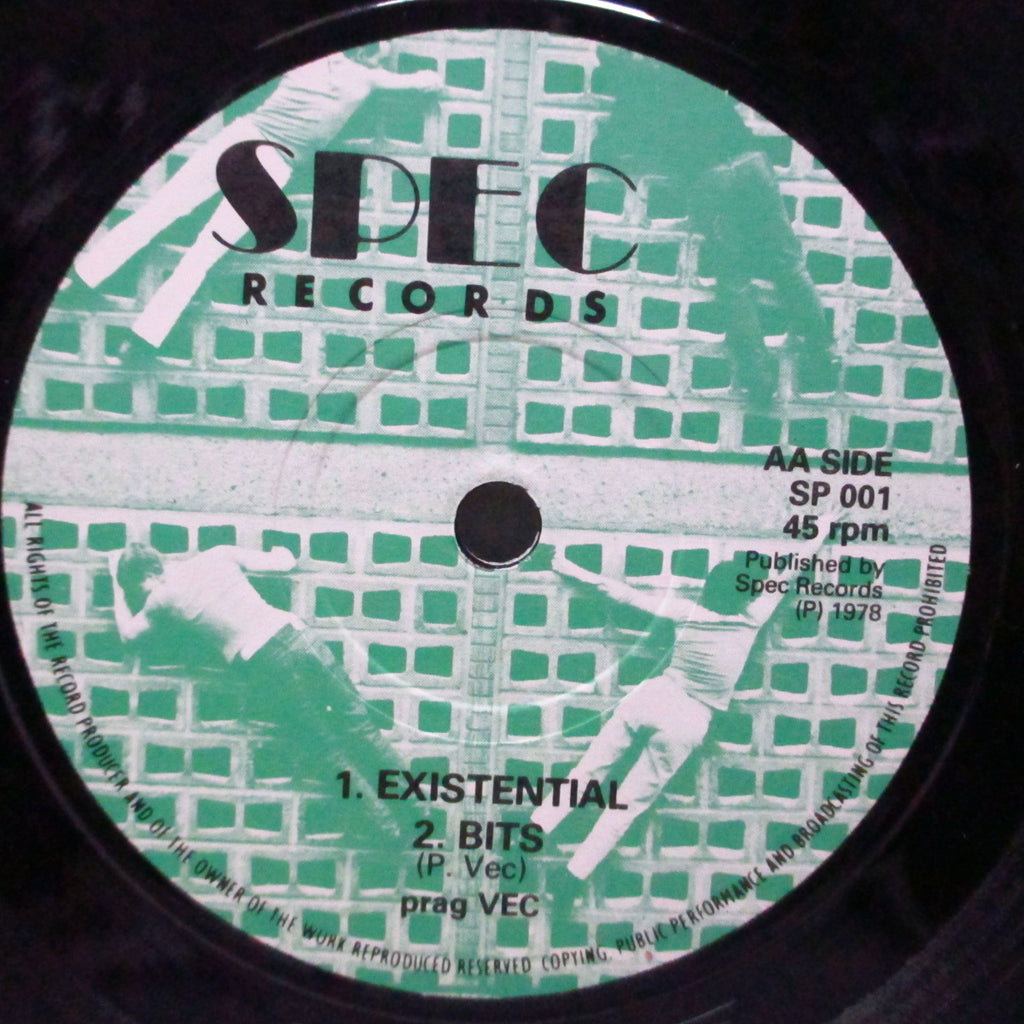 SPEC
RECORDS
AA SIDE
SP 001
45 rpm
Published by
Spec Records
(P) 1978
1. EXISTENTIAL
2. BITS
(P. Vec)
prag VEC
ALL RIGHTS OF THE RECORD PRODUCER AND OF THE OWNER OF THE WORK REPRODUCED RESERVED COPYING, PUBLIC PERFORMANCE AND BROADCASTING OF THIS RECORD PROHIBITED